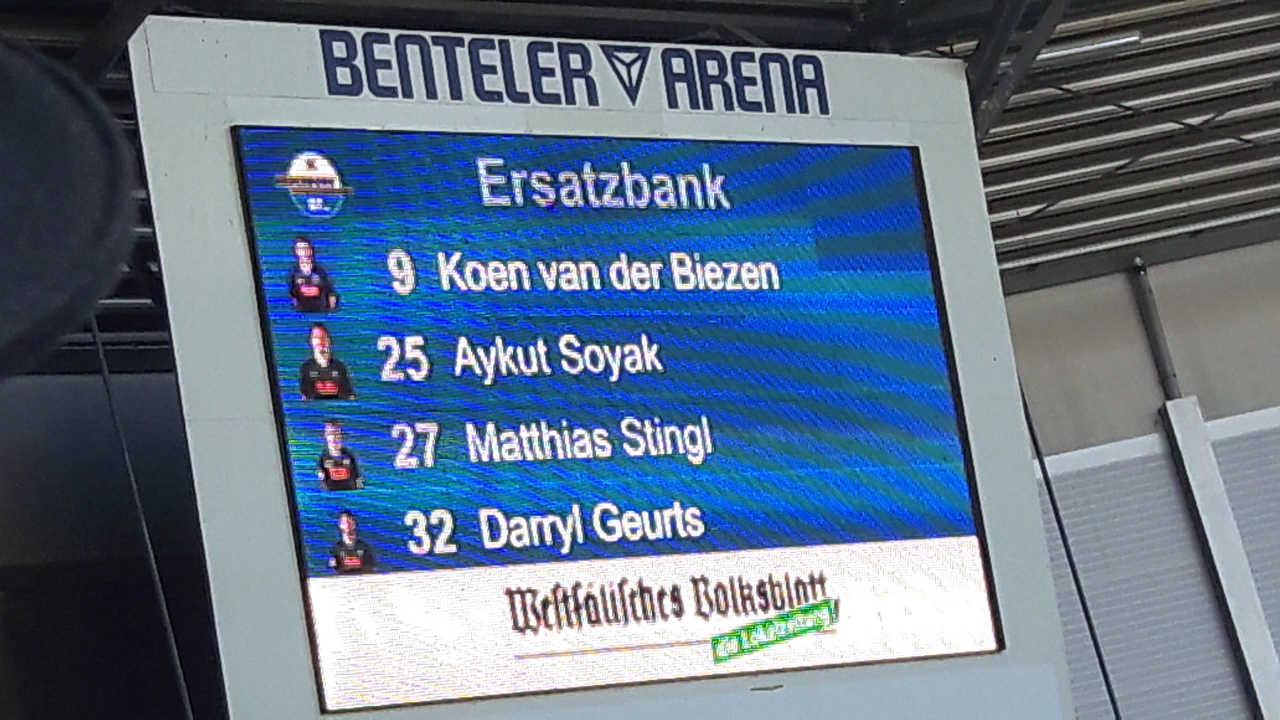 BENTELER ARENA
Ersatzbank
9 Koen van der Biezen
25 Aykut Soyak
27 Matthias Stingl
32 Darryl Geurts
Westfälisches Volksblatt